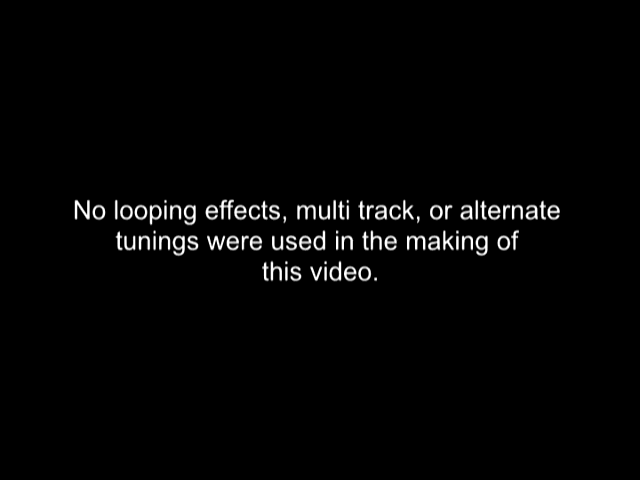 No looping effects, multi track, or alternate
tunings were used in the making of
this video.